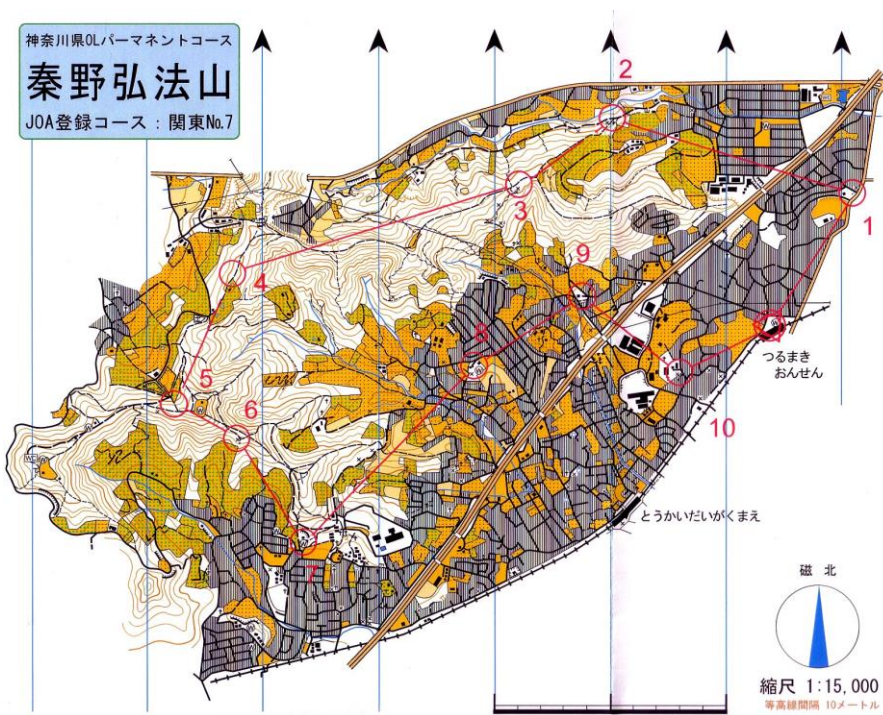 神奈川県OLパーマネントコース
秦野弘法山
JOA登録コース：関東No.7
2
1
3
9
4
8
つるまき
おんせん
5
6
10
とうかいだいがくまえ
7
磁 北
縮尺 1:15,000
等高線間隔 10メートル